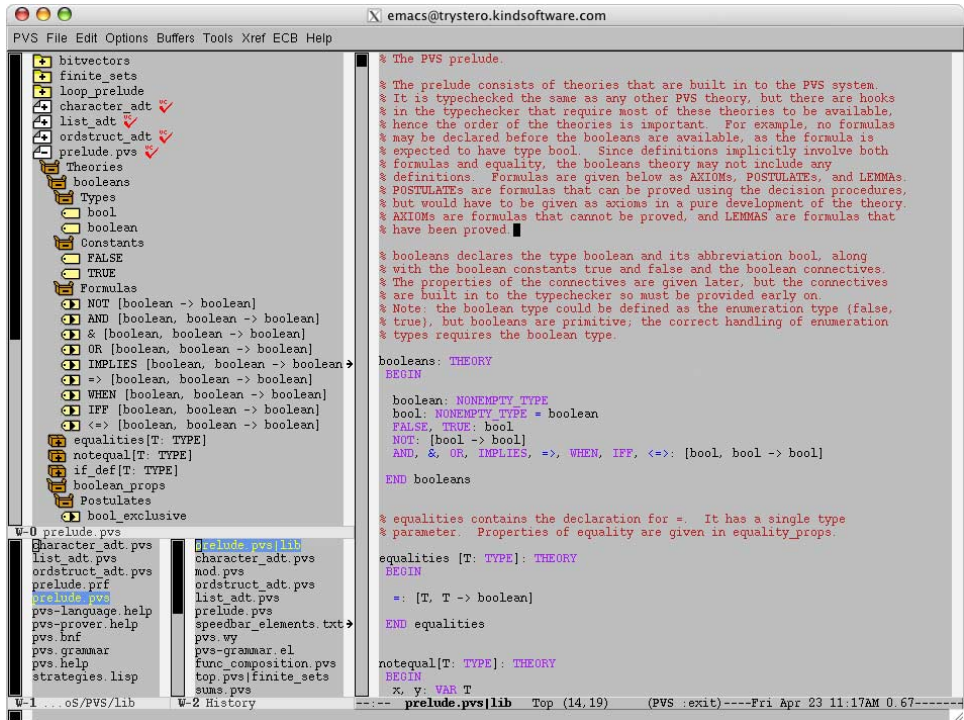 emacs@trystero.kindsoftware.com
PVS File Edit Options Buffers Tools Xref ECB Help
bitvectors
finite_sets
loop_prelude
character_adt
list_adt
ordstruct_adt
prelude.pvs
Theories
booleans
Types
bool
boolean
Constants
FALSE
TRUE
Formulas
NOT [boolean -> boolean]
AND [boolean, boolean -> boolean]
& [boolean, boolean -> boolean]
OR [boolean, boolean -> boolean]
IMPLIES [boolean, boolean -> boolean
=> [boolean, boolean -> boolean]
WHEN [boolean, boolean -> boolean]
IFF [boolean, boolean -> boolean]
<=> [boolean, boolean -> boolean]
equalities[T: TYPE]
notequal[T: TYPE]
if_def[T: TYPE]
boolean_props
Postulates
bool_exclusive
W-0 prelude.pvs
character_adt.pvs
list_adt.pvs
ordstruct_adt.pvs
prelude.prf
prelude.pvs
pvs-language.help
pvs-prover.help
pvs.bnf
pvs.grammar
pvs.help
strategies.lisp
W-1 ...oS/PVS/lib
prelude.pvs|lib
character_adt.pvs
mod.pvs
ordstruct_adt.pvs
list_adt.pvs
prelude.pvs
speedbar_elements.txt
pvs.wy
pvs-grammar.el
func_composition.pvs
top.pvs|finite_sets
sums.pvs
W-2 History
% The PVS prelude.
% The prelude consists of theories that are built in to the PVS system.
% It is typechecked the same as any other PVS theory, but there are hooks
% in the typechecker that require most of these theories to be available,
% hence the order of the theories is important.  For example, no formulas
% may be declared before the booleans are available, as the formula is
% expected to have type bool.  Since definitions implicitly involve both
% formulas and equality, the booleans theory may not include any
% definitions.  Formulas are given below as AXIOMs, POSTULATEs, and LEMMAs.
% POSTULATEs are formulas that can be proved using the decision procedures,
% but would have to be given as axioms in a pure development of the theory.
% AXIOMs are formulas that cannot be proved, and LEMMAS are formulas that
% have been proved.
% booleans declares the type boolean and its abbreviation bool, along
% with the boolean constants true and false and the boolean connectives.
% The properties of the connectives are given later, but the connectives
% are built in to the typechecker so must be provided early on.
% Note: the boolean type could be defined as the enumeration type {false,
% true}, but booleans are primitive; the correct handling of enumeration
% types requires the boolean type.
booleans: THEORY
BEGIN
boolean: NONEMPTY_TYPE
bool: NONEMPTY_TYPE = boolean
FALSE, TRUE: bool
NOT: [bool -> bool]
AND, &, OR, IMPLIES, =>, WHEN, IFF, <=>: [bool, bool -> bool]
END booleans
% equalities contains the declaration for =.  It has a single type
% parameter.  Properties of equality are given in equality_props.
equalities [T: TYPE]: THEORY
BEGIN
=: [T, T -> boolean]
END equalities
notequal[T: TYPE]: THEORY
BEGIN
x, y: VAR T
--:--  prelude.pvs|lib   Top (14,19)    (PVS :exit)----Fri Apr 23 11:17AM 0.67------